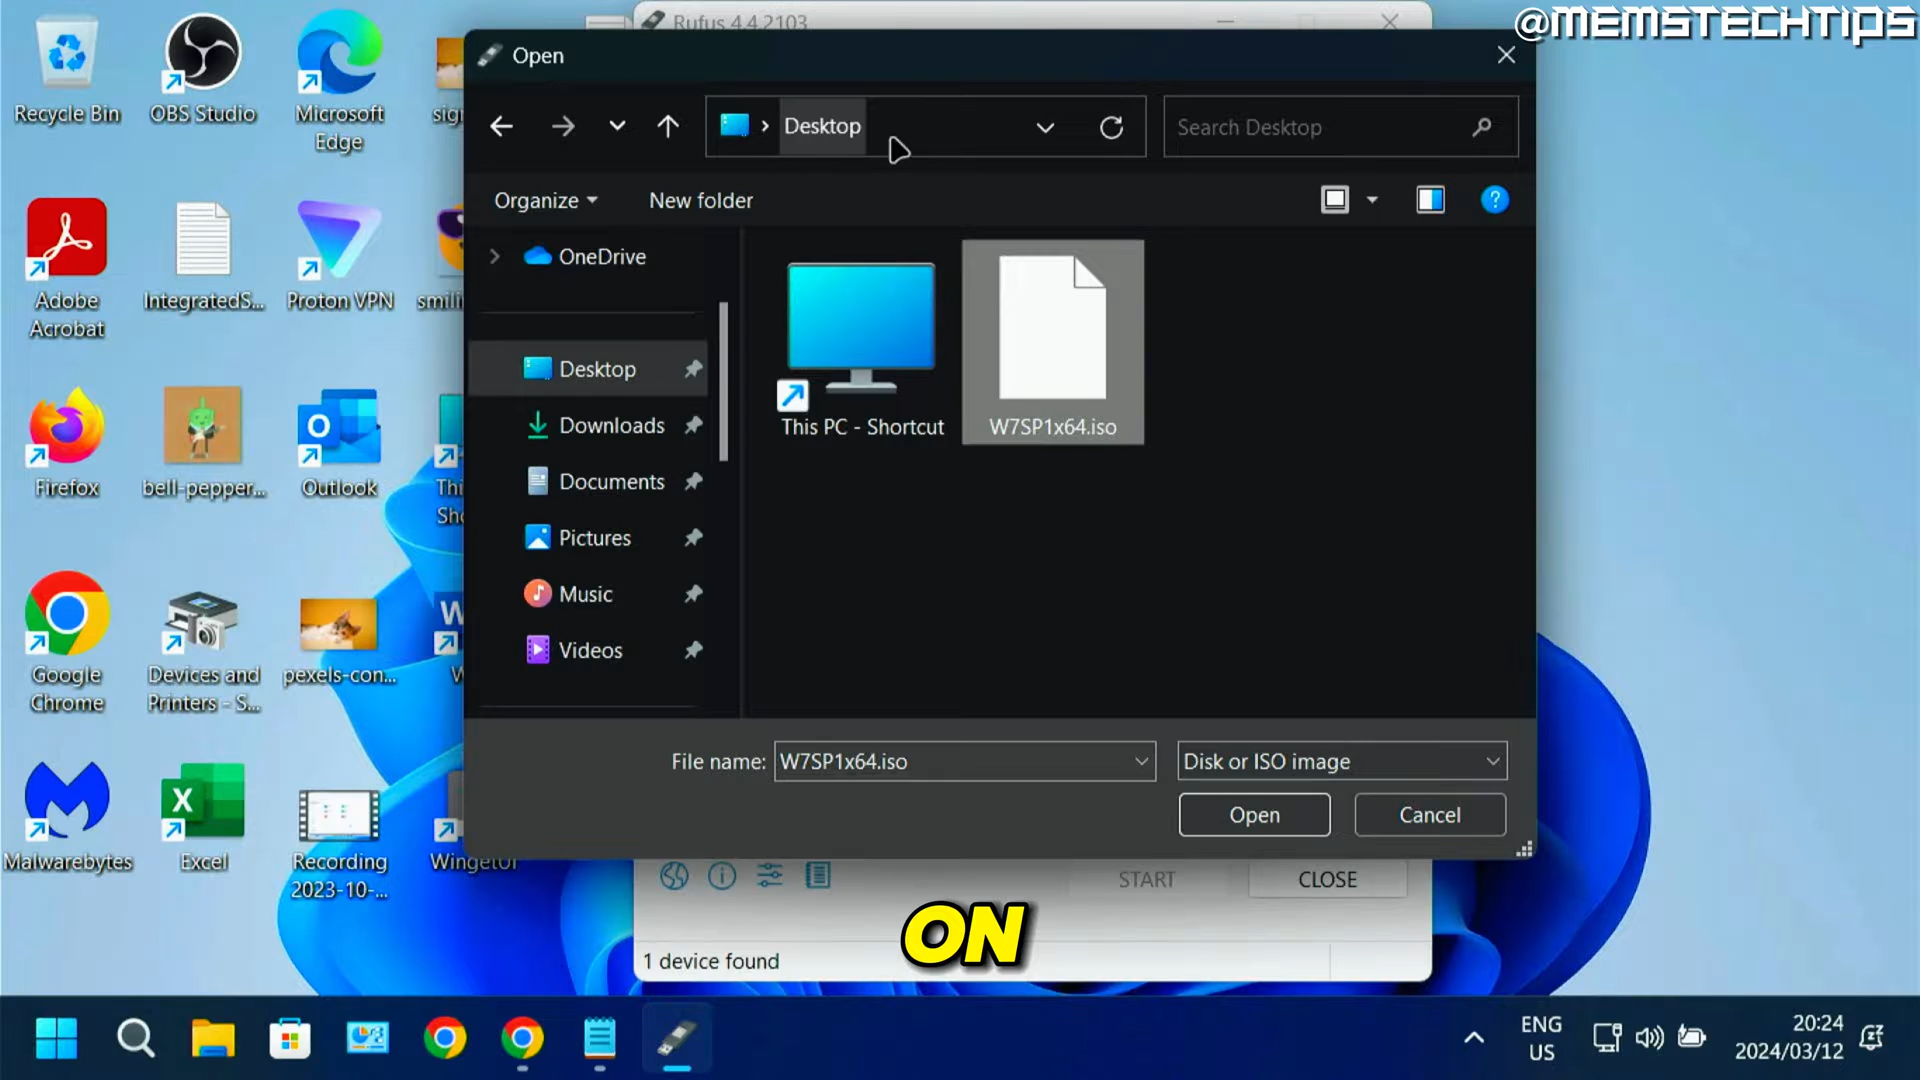 @MEMSTECHTIPS
Rufus 4.4.2103
Open
Desktop
Search Desktop
Organize
New folder
OneDrive
Desktop
Downloads
Documents
Pictures
Music
Videos
This PC - Shortcut
W7SP1x64.iso
File name:
W7SP1x64.iso
Disk or ISO image
Open
Cancel
START
CLOSE
1 device found
ON
Recycle Bin
OBS Studio
Microsoft
Edge
Adobe
Acrobat
IntegratedS...
Proton VPN
Firefox
bell-pepper...
Outlook
Google
Chrome
Devices and
Printers - S...
pexels-con...
Malwarebytes
Excel
Recording
2023-10-...
ENG
US
20:24
2024/03/12